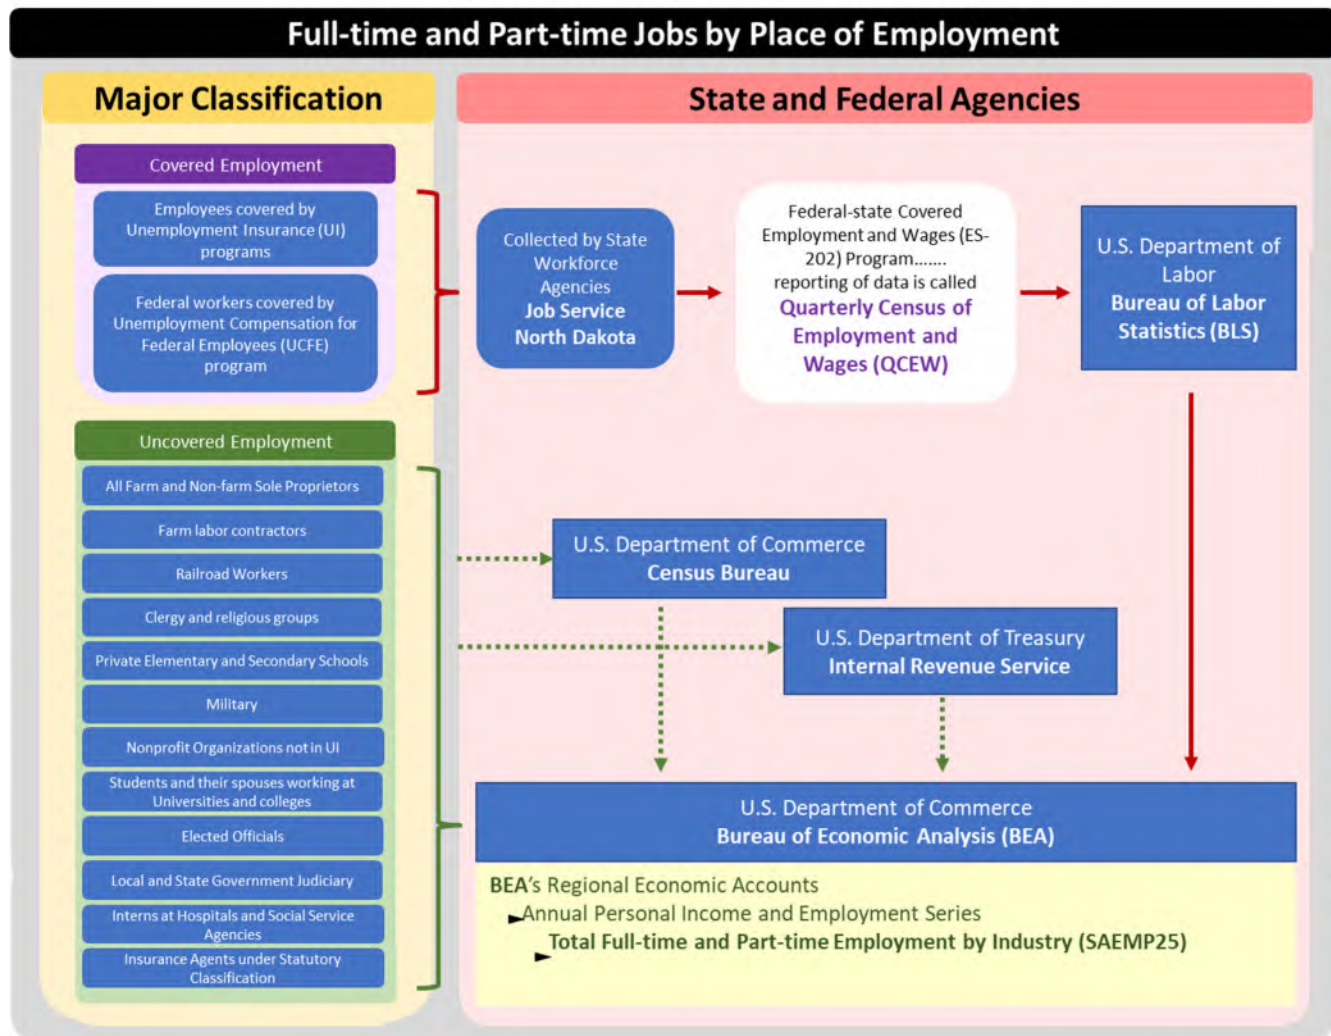 Full-time and Part-time Jobs by Place of Employment
Major Classification
Covered Employment
Employees covered by
Unemployment Insurance (UI)
programs
Federal workers covered by
Unemployment Compensation for
Federal Employees (UCFE)
program
Uncovered Employment
All Farm and Non-farm Sole Proprietors
Farm labor contractors
Railroad Workers
Clergy and religious groups
Private Elementary and Secondary Schools
Military
Nonprofit Organizations not in UI
Students and their spouses working at
Universities and colleges
Elected Officials
Local and State Government Judiciary
Interns at Hospitals and Social Service
Agencies
Insurance Agents under Statutory
Classification
State and Federal Agencies
Collected by State
Workforce
Agencies
Job Service
North Dakota
Federal-state Covered
Employment and Wages (ES-
202) Program.......
reporting of data is called
Quarterly Census of
Employment and
Wages (QCEW)
U.S. Department of
Labor
Bureau of Labor
Statistics (BLS)
U.S. Department of Commerce
Census Bureau
U.S. Department of Treasury
Internal Revenue Service
U.S. Department of Commerce
Bureau of Economic Analysis (BEA)
BEA's Regional Economic Accounts
Annual Personal Income and Employment Series
Total Full-time and Part-time Employment by Industry (SAEMP25)